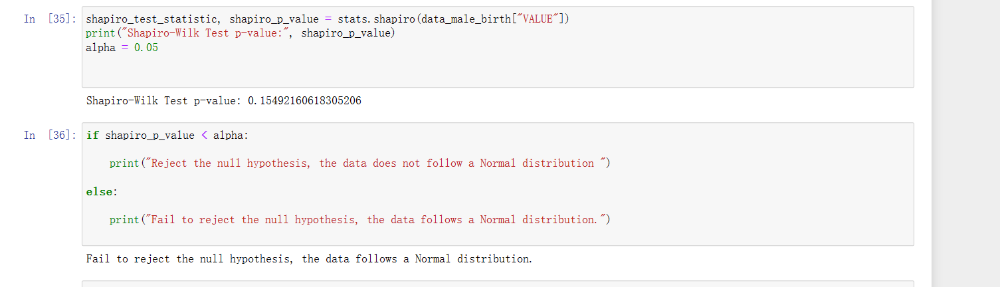 In [35]: shapiro_test_statistic, shapiro_p_value = stats.shapiro(data_male_birth["VALUE"])
print("Shapiro-Wilk Test p-value:", shapiro_p_value)
alpha = 0.05
Shapiro-Wilk Test p-value: 0.15492160618305206
In [36]: if shapiro_p_value < alpha:
print("Reject the null hypothesis, the data does not follow a Normal distribution ")
else:
print("Fail to reject the null hypothesis, the data follows a Normal distribution.")
Fail to reject the null hypothesis, the data follows a Normal distribution.